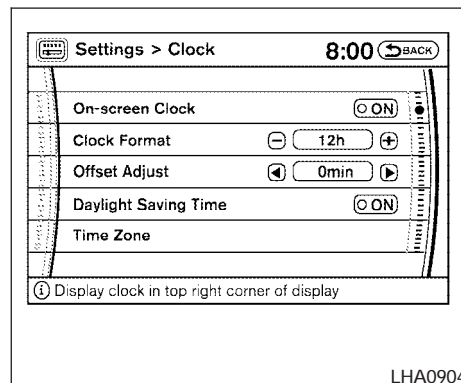 Settings > Clock 8:00 BACK
On-screen Clock ON
Clock Format 12h
Offset Adjust 0min
Daylight Saving Time ON
Time Zone
i Display clock in top right corner of display
LHA0904